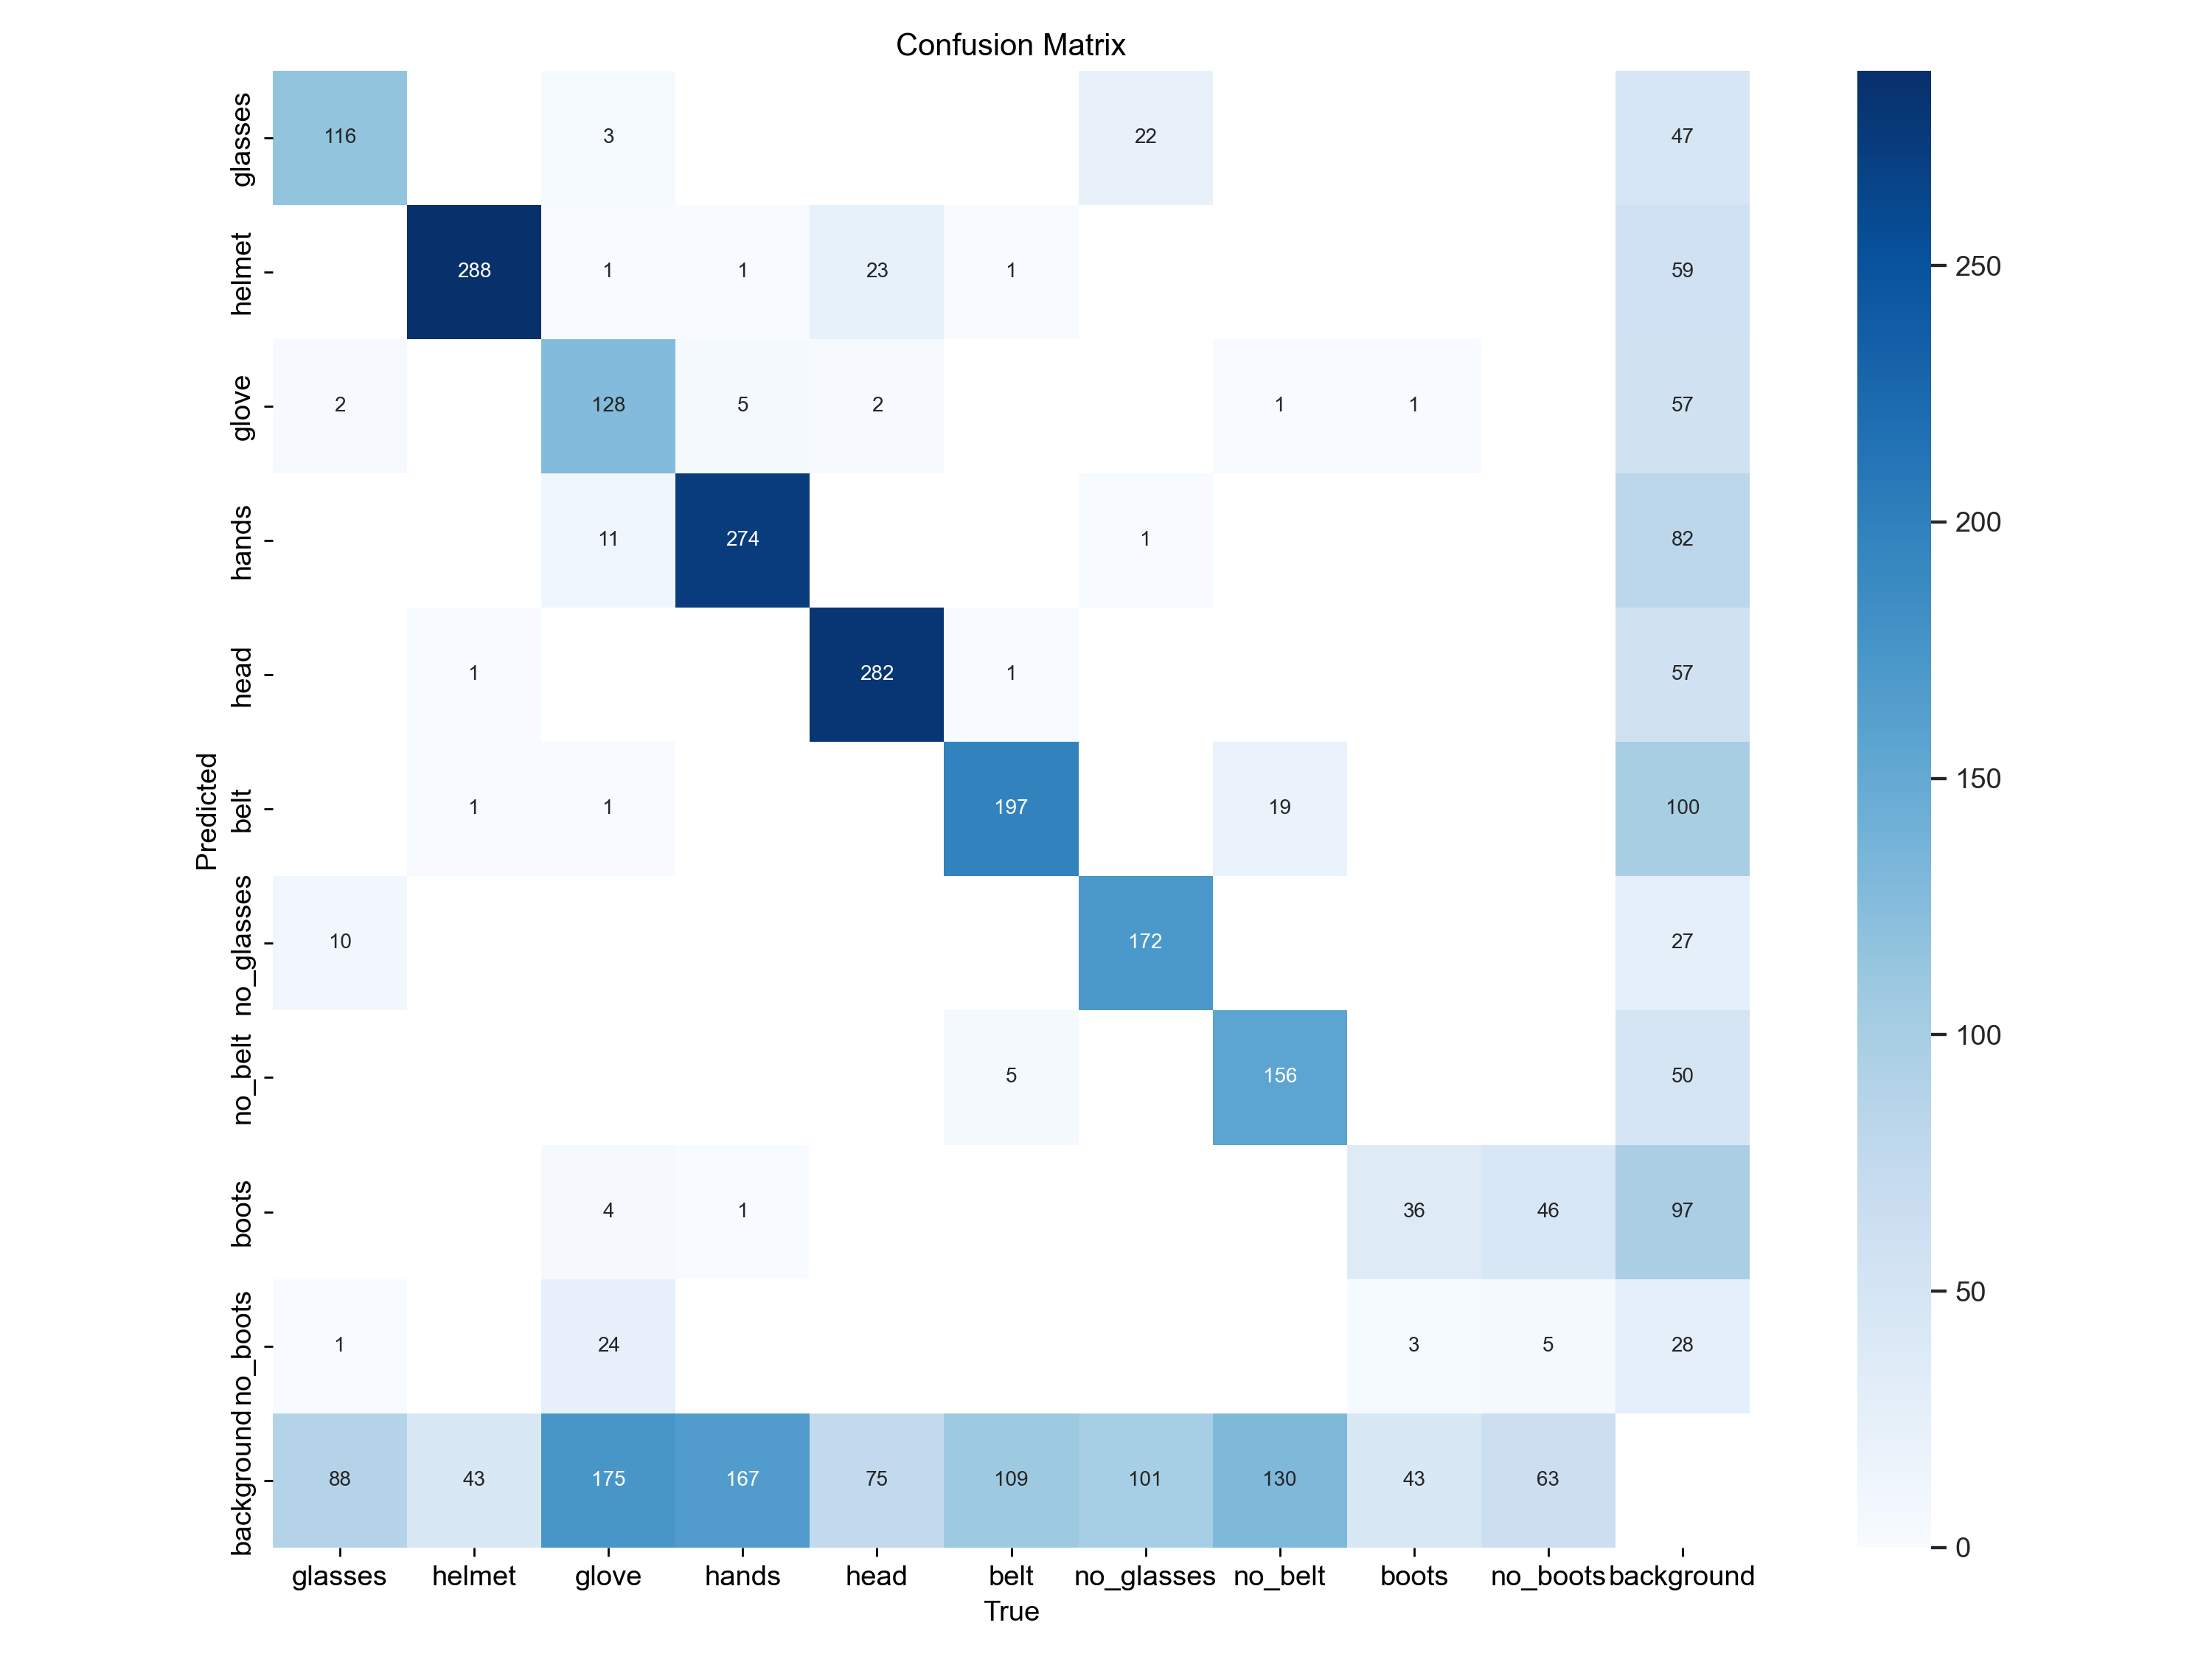 Confusion Matrix
glasses 116 3 22 47
helmet 288 1 1 23 1 59
glove 2 128 5 2 1 1 57
hands 11 274 1 82
head 1 282 1 57
belt 1 1 197 19 100
no_glasses 10 172 27
no_belt 5 156 50
boots 4 1 36 46 97
no_boots 1 24 3 5 28
background 88 43 175 167 75 109 101 130 43 63
Predicted
glasses helmet glove hands head belt no_glasses no_belt boots no_boots background
True
250
200
150
100
50
0